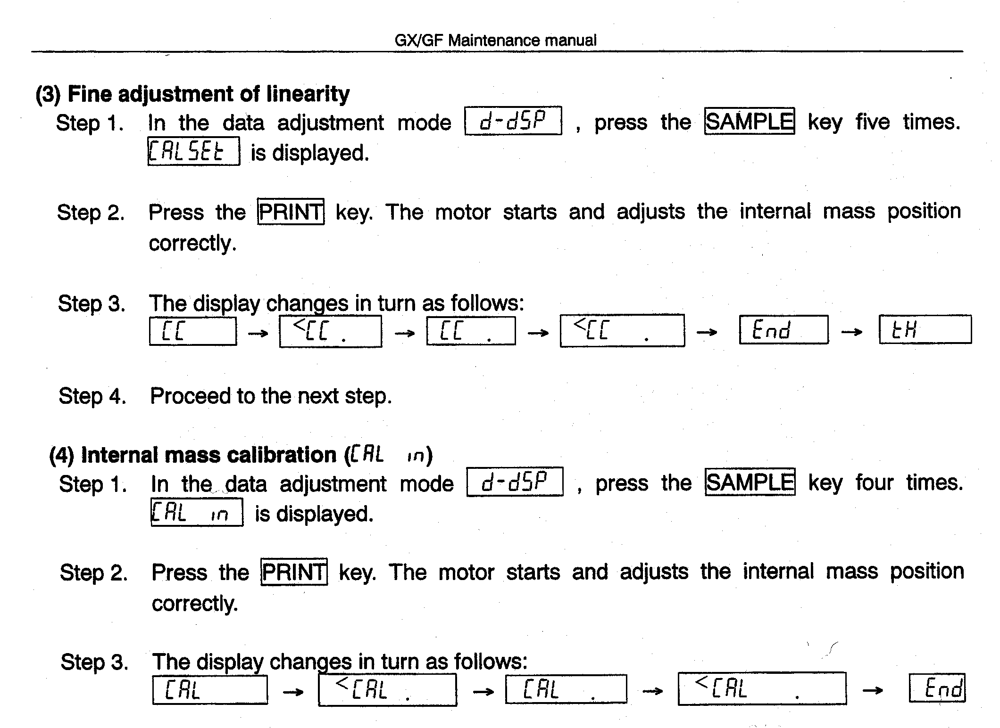 GX/GF Maintenance manual
(3) Fine adjustment of linearity
Step 1. In the data adjustment mode d-dSP , press the SAMPLE key five times.
CALSEt is displayed.
Step 2. Press the PRINT key. The motor starts and adjusts the internal mass position
correctly.
Step 3. The display changes in turn as follows:
CC → <CC . → CC . → <CC . → End → tH
Step 4. Proceed to the next step.
(4) Internal mass calibration (CAL in)
Step 1. In the data adjustment mode d-dSP , press the SAMPLE key four times.
CAL in is displayed.
Step 2. Press the PRINT key. The motor starts and adjusts the internal mass position
correctly.
Step 3. The display changes in turn as follows:
CAL → <CAL . → CAL . → <CAL . → End